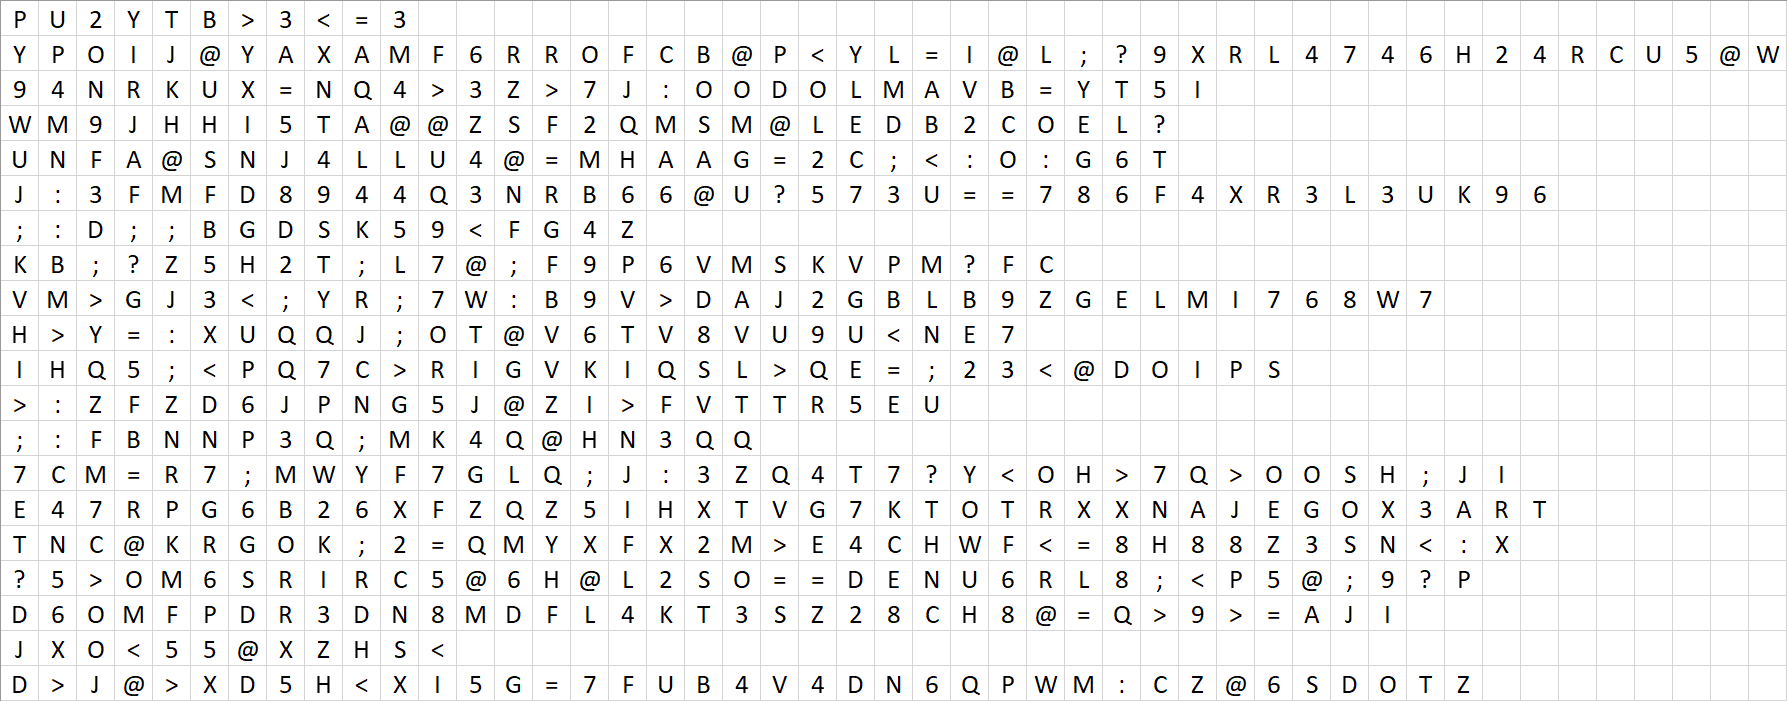 P U 2 Y T B > 3 < = 3
Y P O I J @ Y A X A M F 6 R R O F C B @ P < Y L = I @ L ; ? 9 X R L 4 7 4 6 H 2 4 R C U 5 @ W
9 4 N R K U X = N Q 4 > 3 Z > 7 J : O O D O L M A V B = Y T 5 I
W M 9 J H H I 5 T A @ @ Z S F 2 Q M S M @ L E D B 2 C O E L ?
U N F A @ S N J 4 L L U 4 @ = M H A A G = 2 C ; < : O : G 6 T
J : 3 F M F D 8 9 4 4 Q 3 N R B 6 6 @ U ? 5 7 3 U = = 7 8 6 F 4 X R 3 L 3 U K 9 6
; : D ; ; B G D S K 5 9 < F G 4 Z
K B ; ? Z 5 H 2 T ; L 7 @ ; F 9 P 6 V M S K V P M ? F C
V M > G J 3 < ; Y R ; 7 W : B 9 V > D A J 2 G B L B 9 Z G E L M I 7 6 8 W 7
H > Y = : X U Q Q J ; O T @ V 6 T V 8 V U 9 U < N E 7
I H Q 5 ; < P Q 7 C > R I G V K I Q S L > Q E = ; 2 3 < @ D O I P S
> : Z F Z D 6 J P N G 5 J @ Z I > F V T T R 5 E U
; : F B N N P 3 Q ; M K 4 Q @ H N 3 Q Q
7 C M = R 7 ; M W Y F 7 G L Q ; J : 3 Z Q 4 T 7 ? Y < O H > 7 Q > O O S H ; J I
E 4 7 R P G 6 B 2 6 X F Z Q Z 5 I H X T V G 7 K T O T R X X N A J E G O X 3 A R T
T N C @ K R G O K ; 2 = Q M Y X F X 2 M > E 4 C H W F < = 8 H 8 8 Z 3 S N < : X
? 5 > O M 6 S R I R C 5 @ 6 H @ L 2 S O = = D E N U 6 R L 8 ; < P 5 @ ; 9 ? P
D 6 O M F P D R 3 D N 8 M D F L 4 K T 3 S Z 2 8 C H 8 @ = Q > 9 > = A J I
J X O < 5 5 @ X Z H S <
D > J @ > X D 5 H < X I 5 G = 7 F U B 4 V 4 D N 6 Q P W M : C Z @ 6 S D O T Z